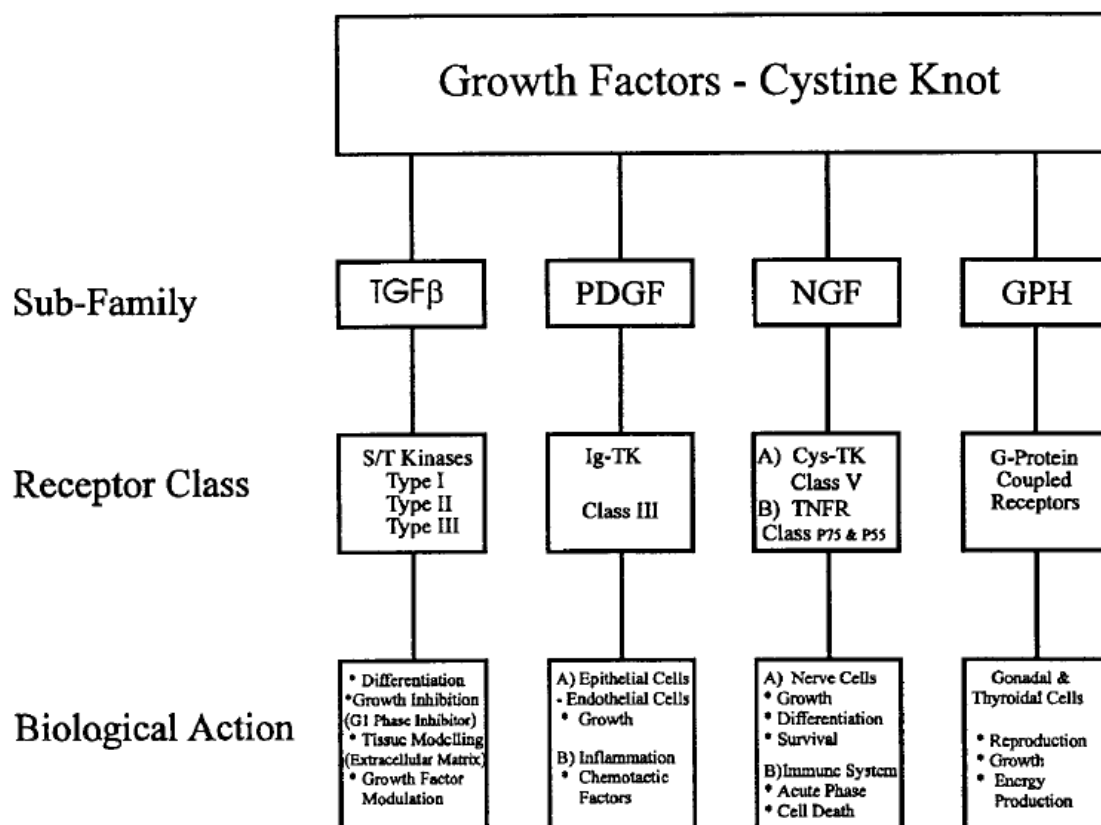 Growth Factors - Cystine Knot
Sub-Family
TGFβ
PDGF
NGF
GPH
Receptor Class
S/T Kinases
Type I
Type II
Type III
Ig-TK
Class III
A) Cys-TK
Class V
B) TNFR
Class P75 & P55
G-Protein
Coupled
Receptors
Biological Action
* Differentiation
*Growth Inhibition
(G1 Phase Inhibitor)
* Tissue Modelling
(Extracellular Matrix)
* Growth Factor
Modulation
A) Epithelial Cells
- Endothelial Cells
* Growth
B) Inflammation
* Chemotactic
Factors
A) Nerve Cells
* Growth
* Differentiation
* Survival
B)Immune System
* Acute Phase
* Cell Death
Gonadal &
Thyroidal Cells
* Reproduction
* Growth
* Energy
Production